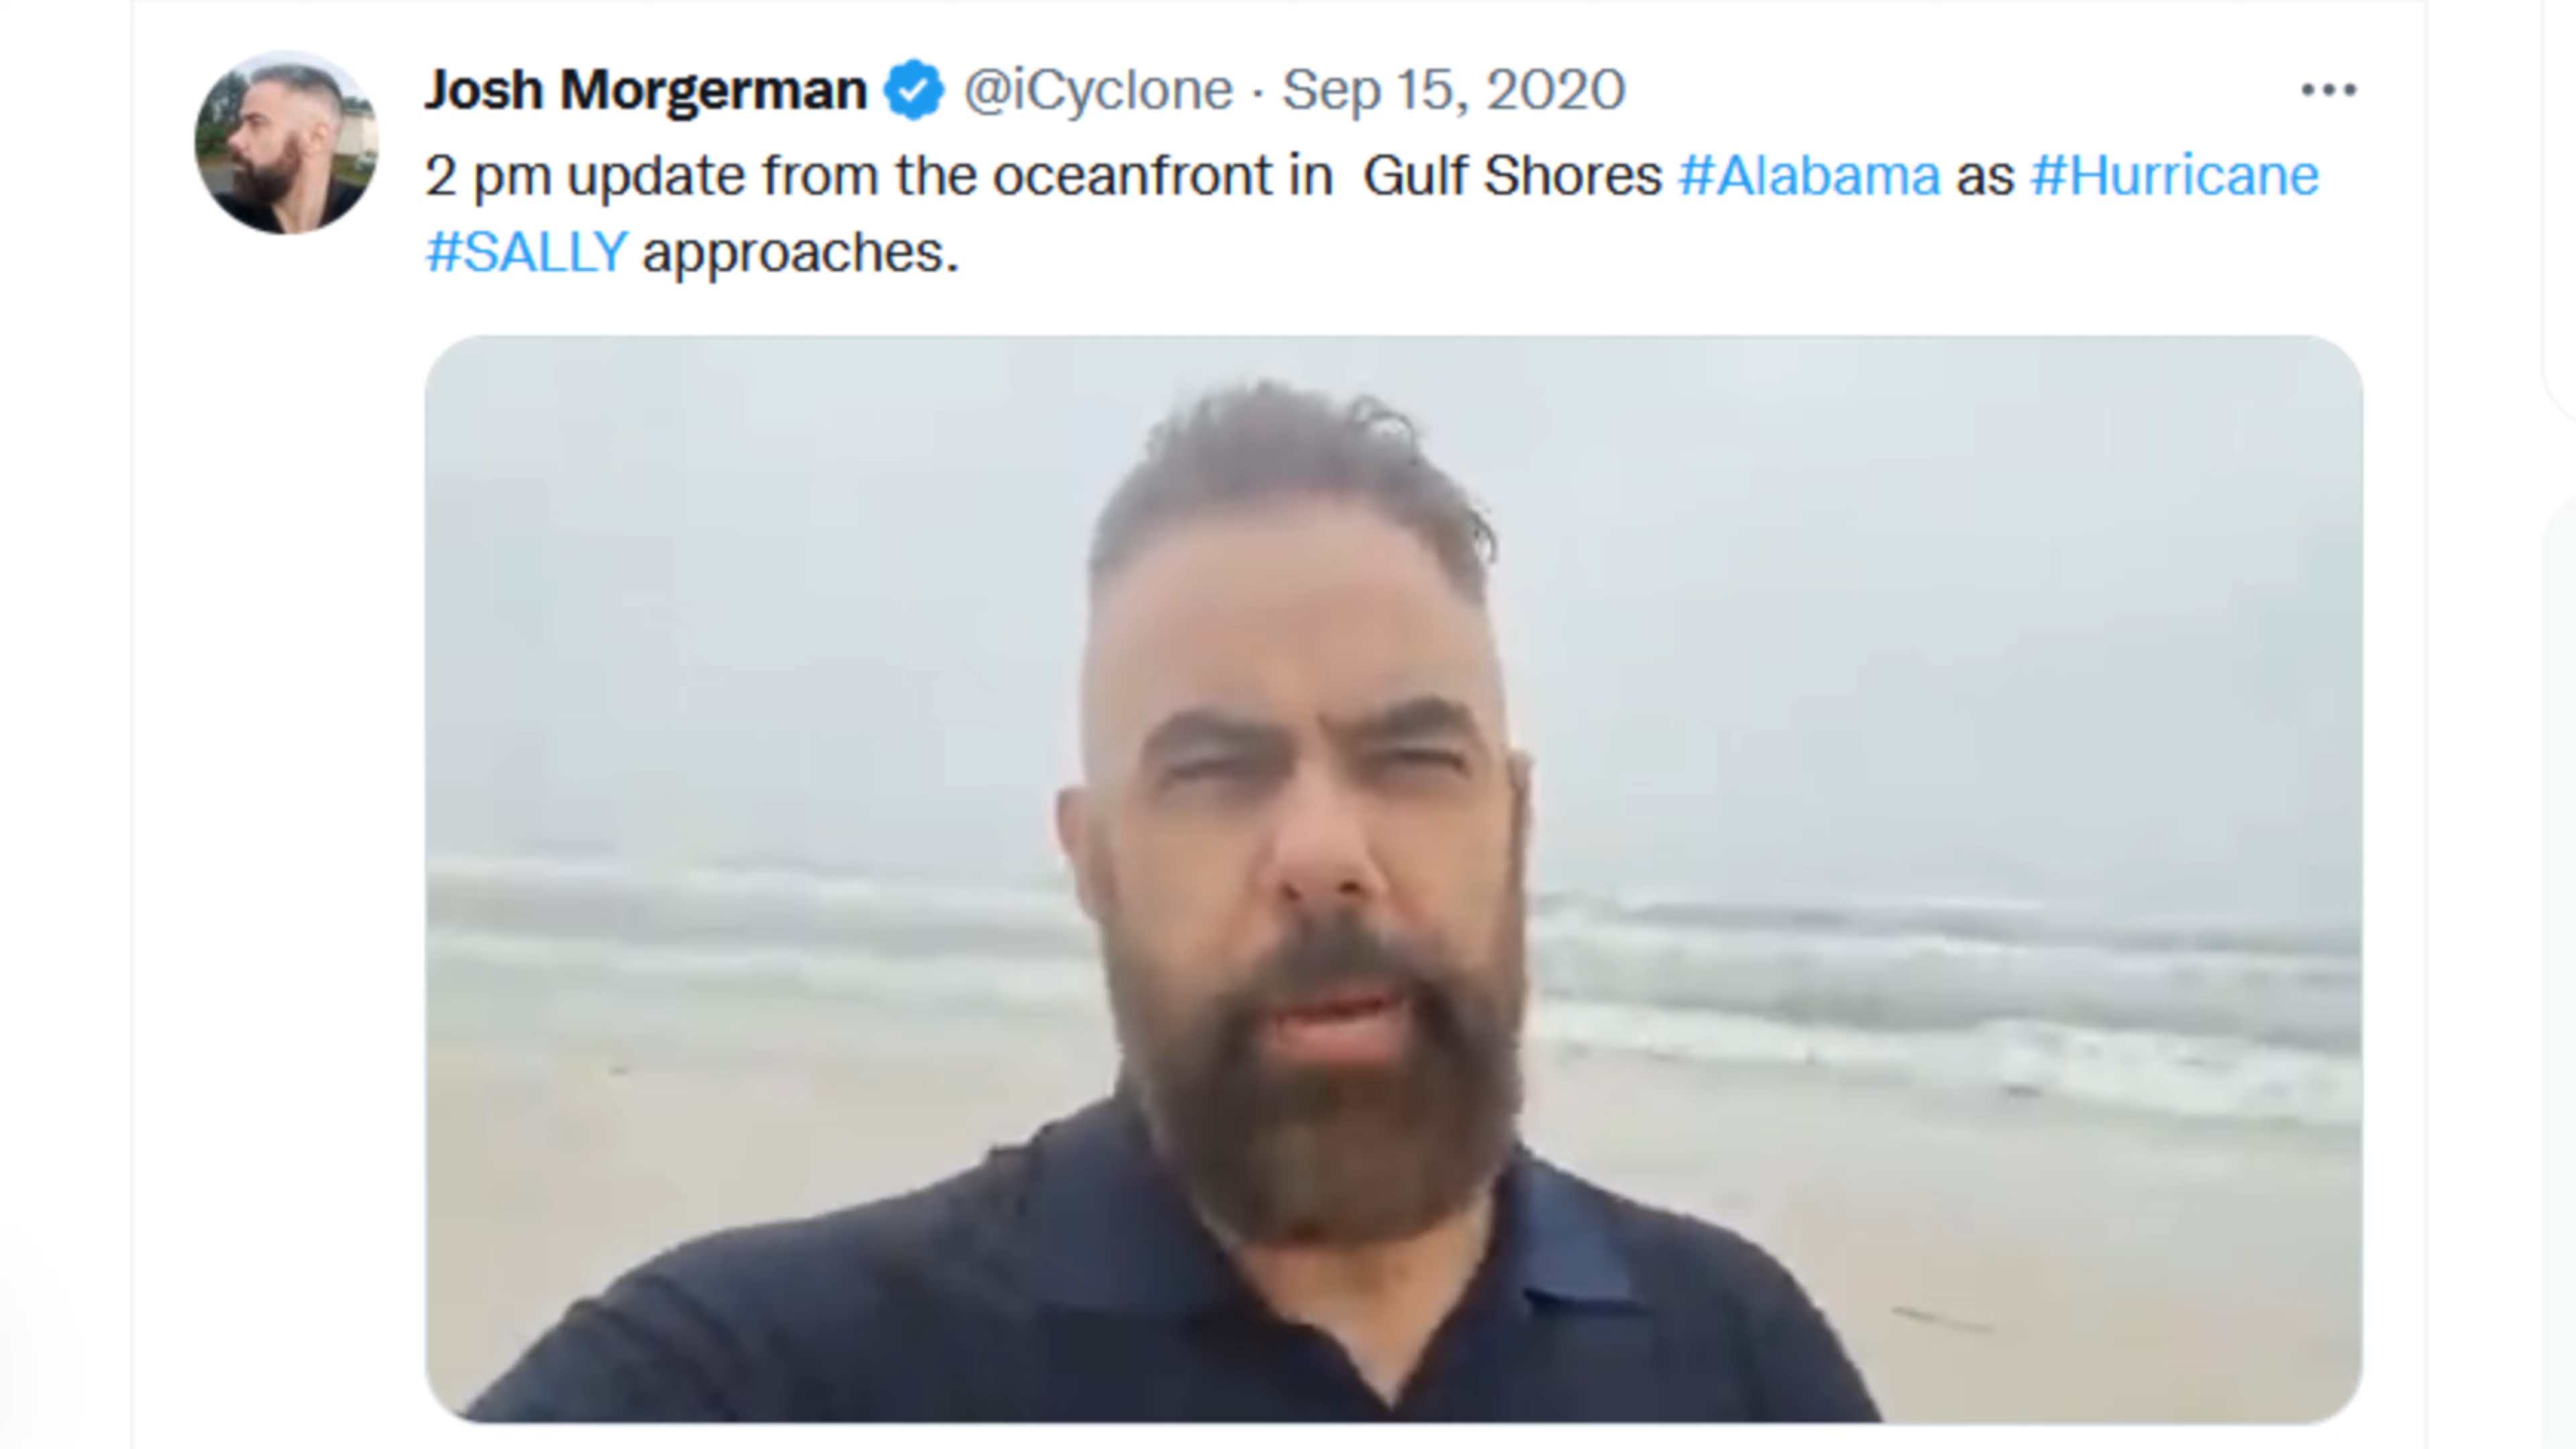 Josh Morgerman @iCyclone · Sep 15, 2020
2 pm update from the oceanfront in  Gulf Shores #Alabama as #Hurricane
#SALLY approaches.